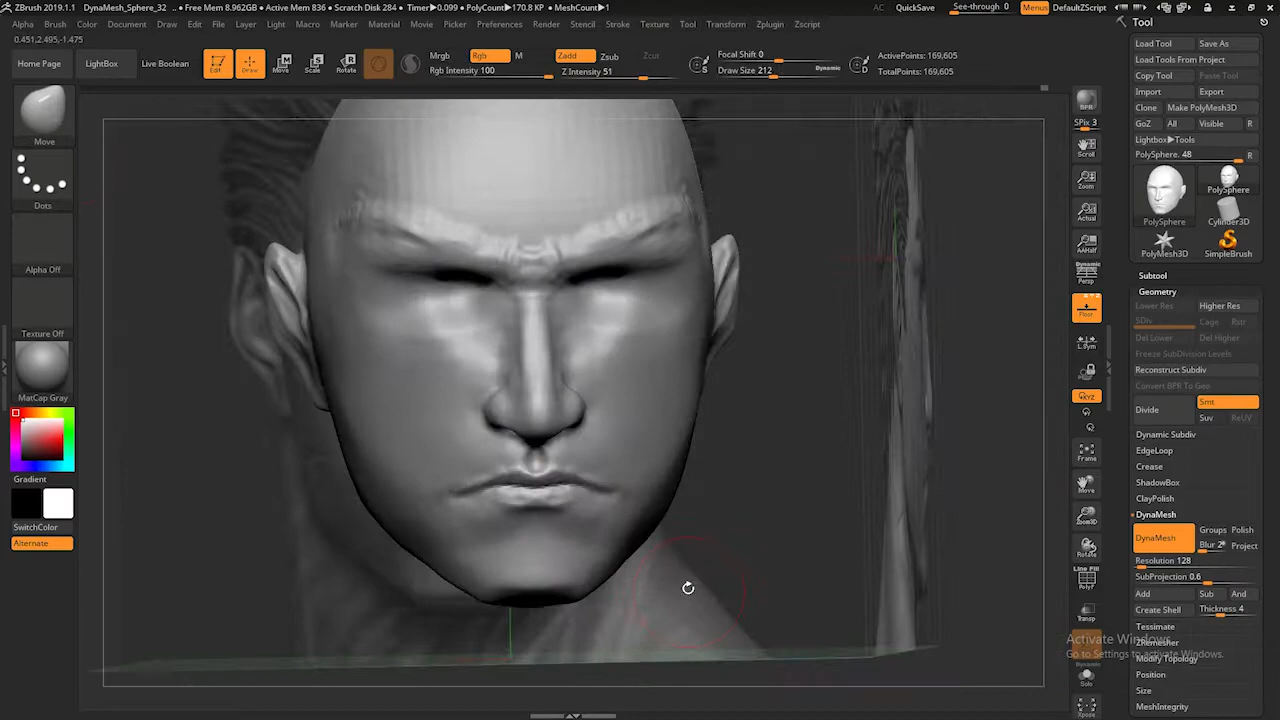 ZBrush 2019.1.1 DynaMesh_Sphere_32 .. • Free Mem 8.962GB • Active Mem 836 • Scratch Disk 284 • Timer▶0.099 • PolyCount▶170.8 KP • MeshCount▶1 AC QuickSave See-through 0 Menus DefaultZScript
Alpha Brush Color Document Draw Edit File Layer Light Macro Marker Material Movie Picker Preferences Render Stencil Stroke Texture Tool Transform Zplugin Zscript
0.451,2.495,-1.475
Home Page LightBox Live Boolean Edit Draw Move Scale Rotate
Mrgb Rgb M Zadd Zsub Zcut
Rgb Intensity 100 Z Intensity 51
Focal Shift 0
Draw Size 212 Dynamic
S
D
ActivePoints: 169,605
TotalPoints: 169,605
Move
Dots
Alpha Off
Texture Off
MatCap Gray
Gradient
SwitchColor
Alternate
BPR
SPix 3
Scroll
Zoom
Actual
AAHalf
Dynamic
Persp
Floor
L.Sym
XYZ
Frame
Move
Zoom3D
Rotate
Line Fill
PolyF
Transp
Dynamic
Solo
Xpose
Tool
Load Tool Save As
Load Tools From Project
Copy Tool Paste Tool
Import Export
Clone Make PolyMesh3D
GoZ All Visible R
Lightbox▶Tools
PolySphere. 48 R
PolySphere
PolySphere Cylinder3D
PolyMesh3D SimpleBrush
Subtool
Geometry
Lower Res Higher Res
SDiv Cage Rstr
Del Lower Del Higher
Freeze SubDivision Levels
Reconstruct Subdiv
Convert BPR To Geo
Divide Smt
Suv ReUV
Dynamic Subdiv
EdgeLoop
Crease
ShadowBox
ClayPolish
DynaMesh
DynaMesh Groups Polish
Blur 2 Project
Resolution 128
SubProjection 0.6
Add Sub And
Create Shell Thickness 4
Tessimate
ZRemesher
Modify Topology
Position
Size
MeshIntegrity
Activate Windows
Go to Settings to activate Windows.